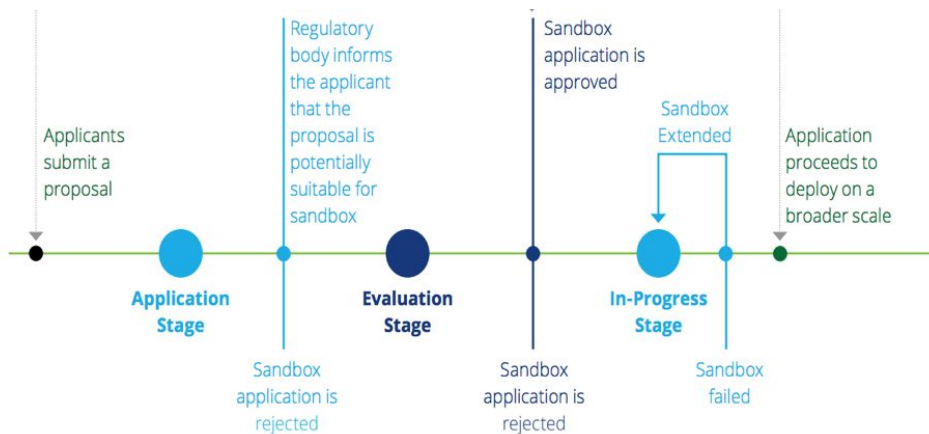 Applicants
submit a
proposal
Regulatory
body informs
the applicant
that the
proposal is
potentially
suitable for
sandbox
Sandbox
application is
approved
Sandbox
Extended
Application
proceeds to
deploy on a
broader scale
Application
Stage
Evaluation
Stage
In-Progress
Stage
Sandbox
application is
rejected
Sandbox
application is
rejected
Sandbox
failed